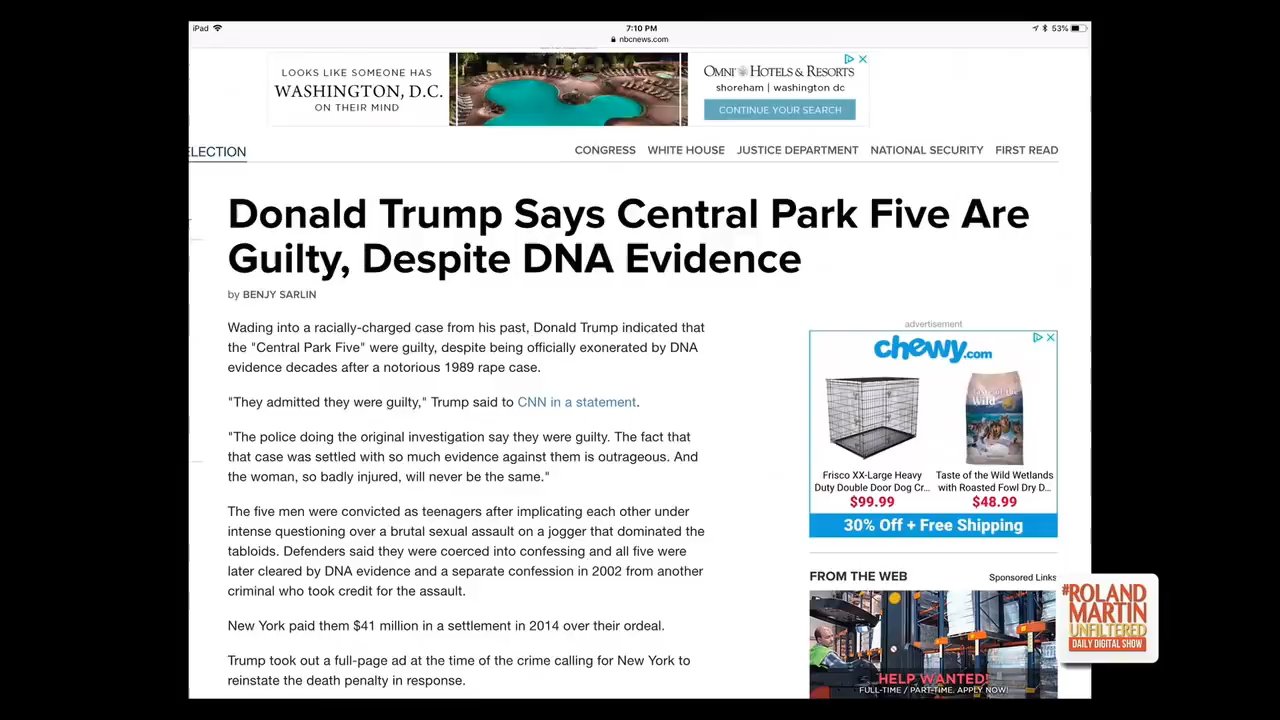 iPad
7:10 PM
53%
nbcnews.com
LOOKS LIKE SOMEONE HAS
WASHINGTON, D.C.
ON THEIR MIND
OMNI HOTELS & RESORTS
shoreham | washington dc
CONTINUE YOUR SEARCH
ELECTION
CONGRESS WHITE HOUSE JUSTICE DEPARTMENT NATIONAL SECURITY FIRST READ
Donald Trump Says Central Park Five Are
Guilty, Despite DNA Evidence
by BENJY SARLIN
Wading into a racially-charged case from his past, Donald Trump indicated that
the "Central Park Five" were guilty, despite being officially exonerated by DNA
evidence decades after a notorious 1989 rape case.
"They admitted they were guilty," Trump said to CNN in a statement.
"The police doing the original investigation say they were guilty. The fact that
that case was settled with so much evidence against them is outrageous. And
the woman, so badly injured, will never be the same."
The five men were convicted as teenagers after implicating each other under
intense questioning over a brutal sexual assault on a jogger that dominated the
tabloids. Defenders said they were coerced into confessing and all five were
later cleared by DNA evidence and a separate confession in 2002 from another
criminal who took credit for the assault.
New York paid them $41 million in a settlement in 2014 over their ordeal.
Trump took out a full-page ad at the time of the crime calling for New York to
reinstate the death penalty in response.
advertisement
chewy.com
Frisco XX-Large Heavy
Duty Double Door Dog Cr...
$99.99
Taste of the Wild Wetlands
with Roasted Fowl Dry D...
$48.99
30% Off + Free Shipping
FROM THE WEB
Sponsored Links
HELP WANTED!
FULL-TIME / PART-TIME. APPLY NOW!
#ROLAND
MARTIN
UNFILTERED
DAILY DIGITAL SHOW